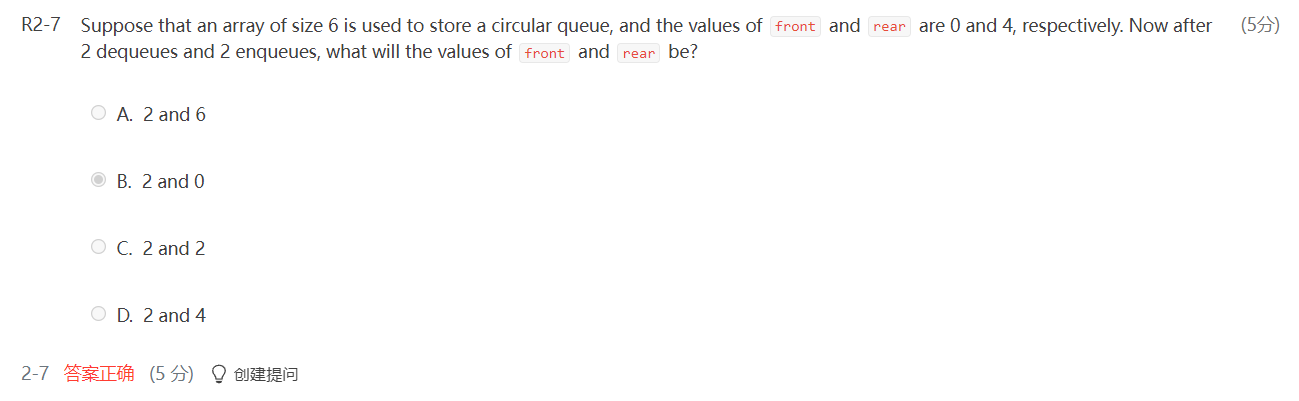 R2-7 Suppose that an array of size 6 is used to store a circular queue, and the values of front and rear are 0 and 4, respectively. Now after (5分)
2 dequeues and 2 enqueues, what will the values of front and rear be?
A. 2 and 6
B. 2 and 0
C. 2 and 2
D. 2 and 4
2-7 答案正确 (5 分) 创建提问